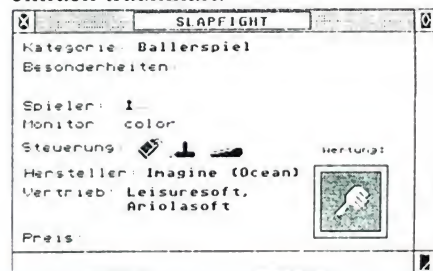 SLAPFIGHT
Kategorie: Ballerspiel
Besonderheiten:
Spieler: 1
Monitor: color
Steuerung:
Wertung:
Hersteller: Imagine (Ocean)
Vertrieb: Leisuresoft,
Ariolasoft
Preis: